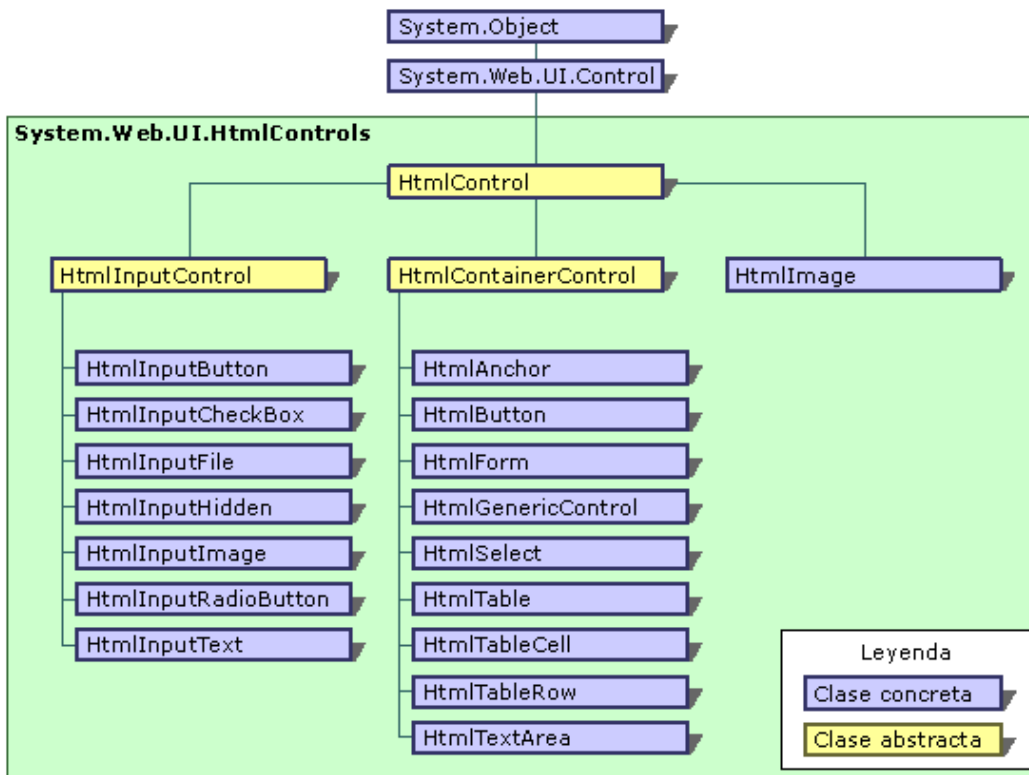 System.Object
System.Web.UI.Control
System.Web.UI.HtmlControls
HtmlControl
HtmlInputControl
HtmlContainerControl
HtmlImage
HtmlInputButton
HtmlInputCheckBox
HtmlInputFile
HtmlInputHidden
HtmlInputImage
HtmlInputRadioButton
HtmlInputText
HtmlAnchor
HtmlButton
HtmlForm
HtmlGenericControl
HtmlSelect
HtmlTable
HtmlTableCell
HtmlTableRow
HtmlTextArea
Leyenda
Clase concreta
Clase abstracta